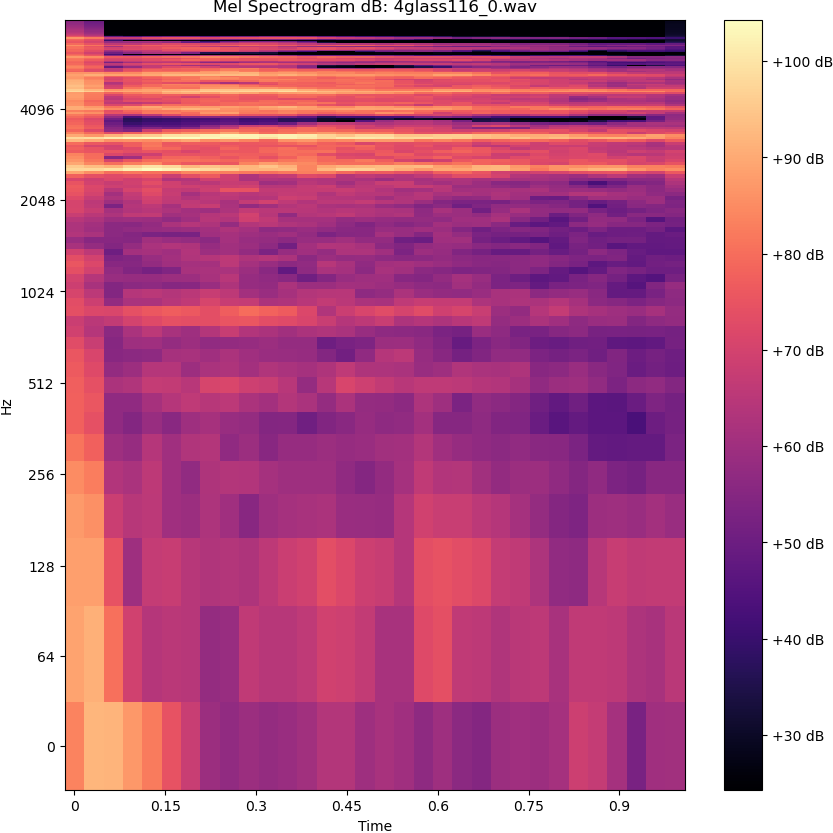 Mel Spectrogram dB: 4glass116_0.wav
Hz
4096
2048
1024
512
256
128
64
0
0 0.15 0.3 0.45 0.6 0.75 0.9
Time
+100 dB
+90 dB
+80 dB
+70 dB
+60 dB
+50 dB
+40 dB
+30 dB